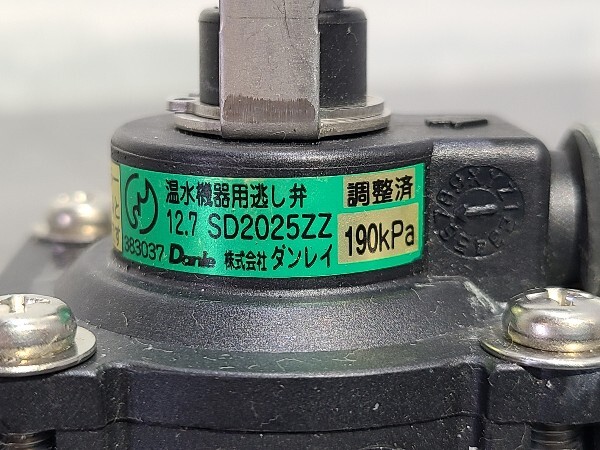 温水機器用逃し弁
12.7 SD2025ZZ
383037 Danle 株式会社 ダンレイ
調整済
190kPa